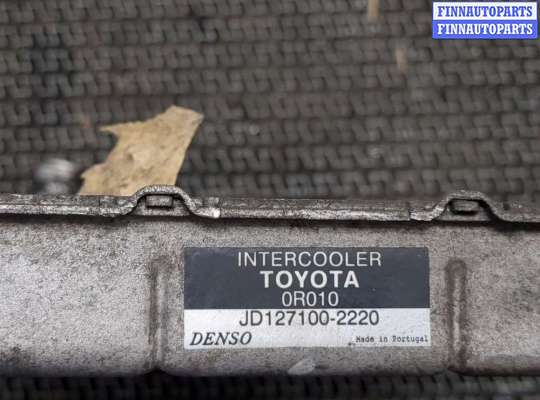 FINNAUTOPARTS
FINNAUTOPARTS
INTERCOOLER
TOYOTA
0R010
JD127100-2220
DENSO Made in Portugal